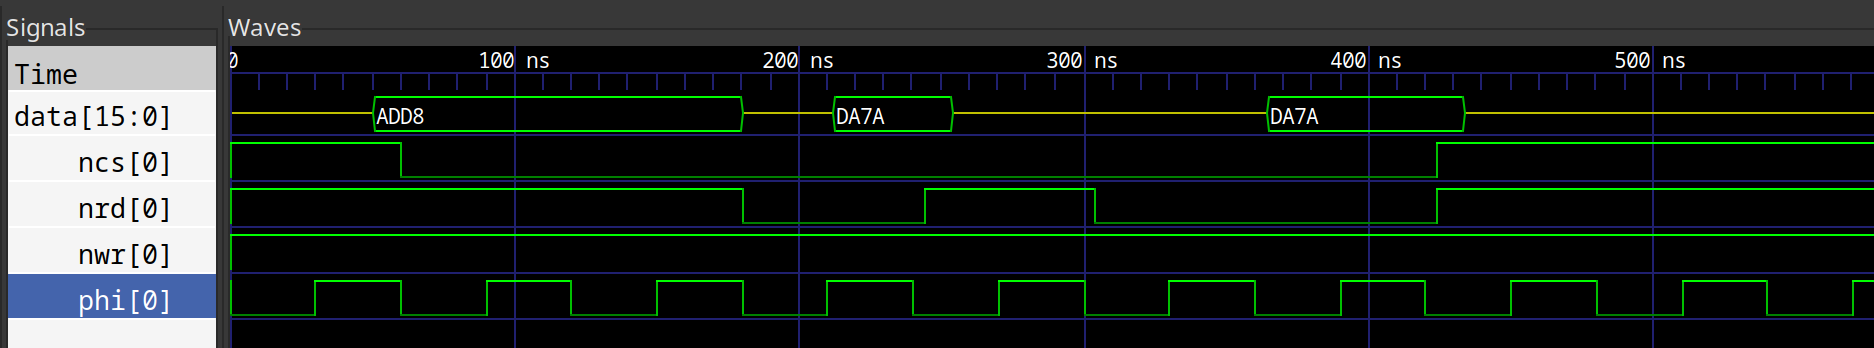 Signals
Waves
Time
0 100 ns 200 ns 300 ns 400 ns 500 ns
data[15:0] ADD8 DA7A DA7A
ncs[0]
nrd[0]
nwr[0]
phi[0]